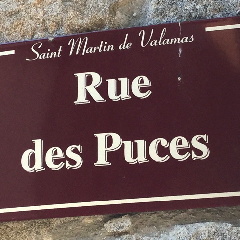 Saint Martin de Valamas
Rue
des Puces